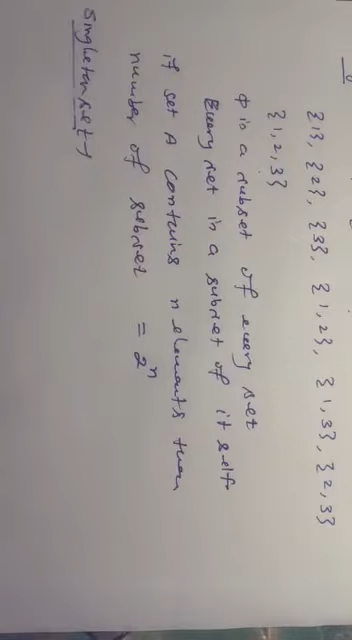 {1}, {2}, {3}, {1,2}, {1,3}, {2,3}
{1,2,3}
φ is a subset of every set
Every set is a subset of it self.
if set A contains n elements then
number of subset = 2ⁿ
Singleton set→